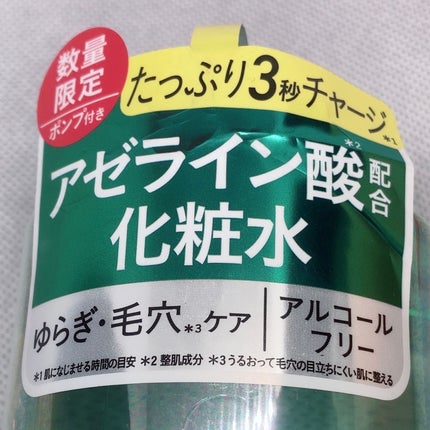 数量
限定
ポンプ付き
たっぷり3秒チャージ*1
アゼライン酸*2配合
化粧水
ゆらぎ・毛穴*3ケア
アルコール
フリー
*1 肌になじませる時間の目安 *2 整肌成分 *3 うるおって毛穴の目立ちにくい肌に整える